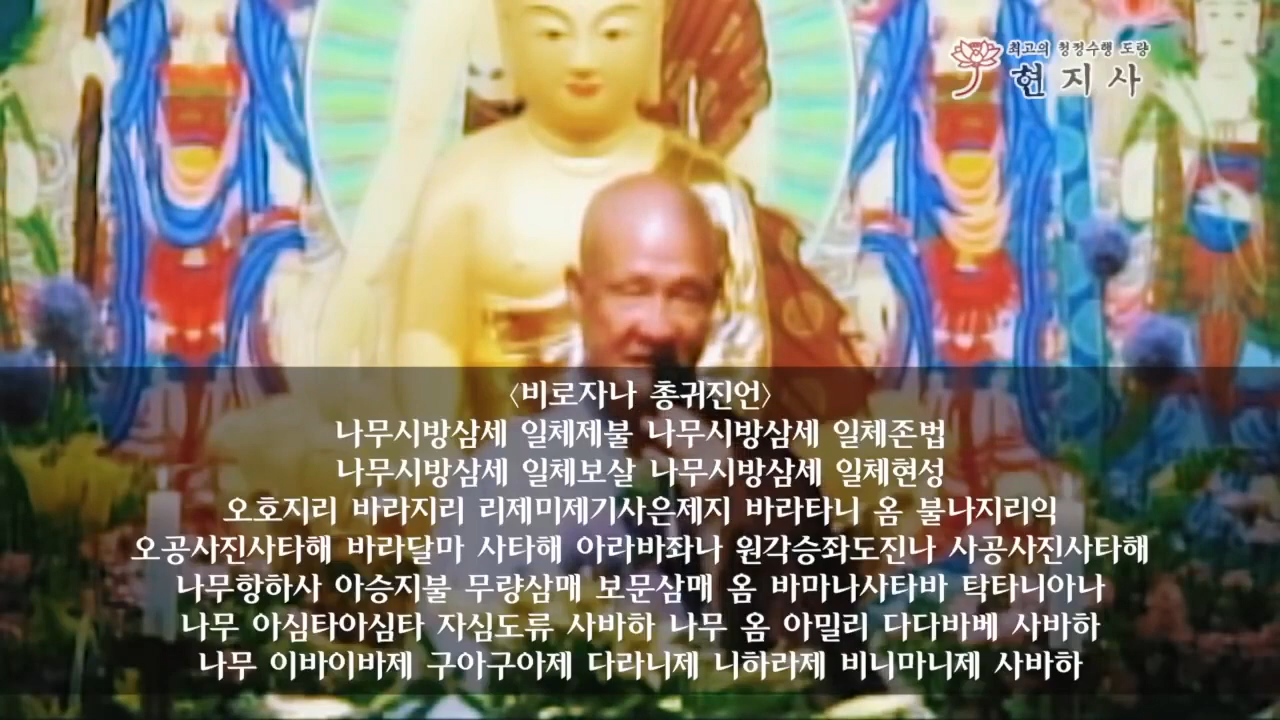 최고의 청정수행 도량
현지사
<비로자나 총귀진언>
나무시방삼세 일체제불 나무시방삼세 일체존법
나무시방삼세 일체보살 나무시방삼세 일체현성
오호지리 바라지리 리제미제기사은제지 바라타니 옴 불나지리익
오공사진사타해 바라달마 사타해 아라바좌나 원각승좌도진나 사공사진사타해
나무항하사 아승지불 무량삼매 보문삼매 옴 바마나사타바 탁타니아나
나무 아심타아심타 자심도류 사바하 나무 옴 아밀리 다다바베 사바하
나무 이바이바제 구아구아제 다라니제 니하라제 비니마니제 사바하